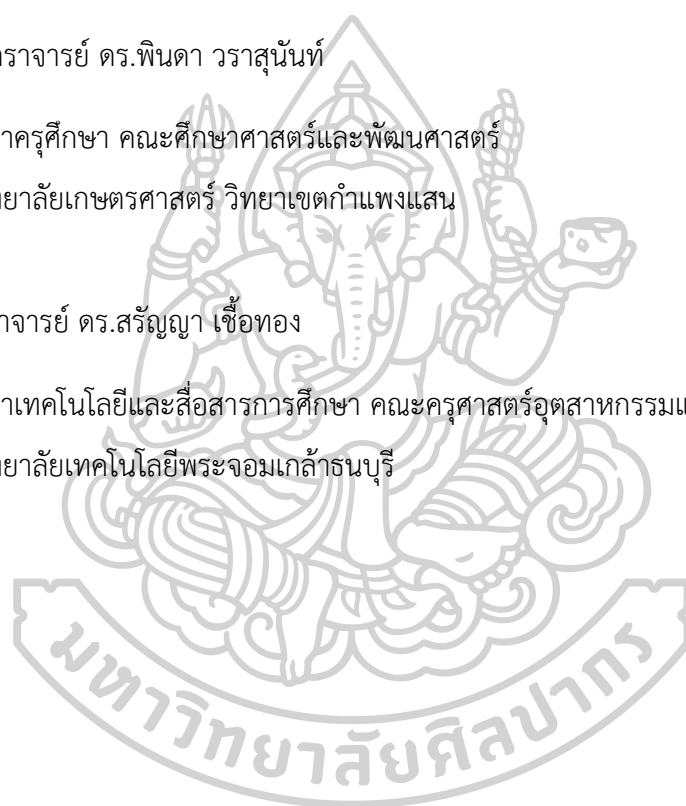 ราจารย์ ดร.พินดา วราสุนันท์
าครุศึกษา คณะศึกษาศาสตร์และพัฒนศาสตร์
ทยาลัยเกษตรศาสตร์ วิทยาเขตกำแพงแสน
าจารย์ ดร.สรัญญา เชื้อทอง
าเทคโนโลยีและสื่อสารการศึกษา คณะครุศาสตร์อุตสาหกรรมแ
ทยาลัยเทคโนโลยีพระจอมเกล้าธนบุรี
มหาวิทยาลัยศิลปากร